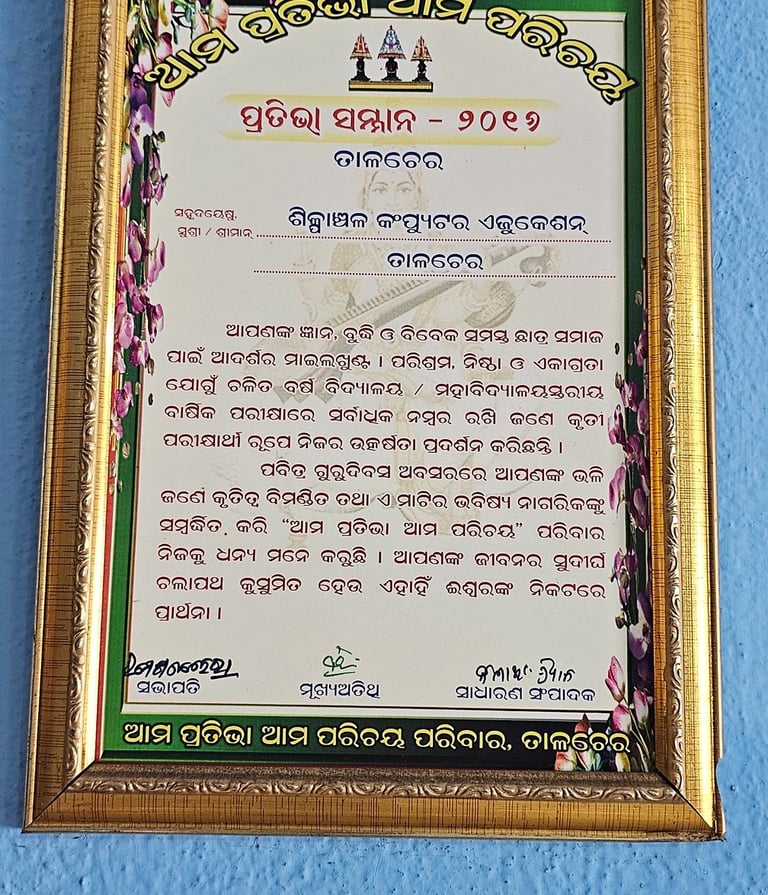 ଆମ ପ୍ରତିଭା ଆମ ପରିଚୟ
ପ୍ରତିଭା ସମ୍ମାନ - ୨୦୧୬
ତାଳଚେର
ସହୃଦୟେଷୁ,
ସୁଶ୍ରୀ / ଶ୍ରୀମାନ୍ ଶିଳ୍ପାଞ୍ଚଳ କଂପ୍ୟୁଟର ଏଜୁକେଶନ୍
ତାଳଚେର
ଆପଣଙ୍କ ଜ୍ଞାନ, ବୁଦ୍ଧି ଓ ବିବେକ ସମସ୍ତ ଛାତ୍ର ସମାଜ
ପାଇଁ ଆଦର୍ଶର ମାଇଲଖୁଣ୍ଟ । ପରିଶ୍ରମ, ନିଷ୍ଠା ଓ ଏକାଗ୍ରତା
ଯୋଗୁଁ ଚଳିତ ବର୍ଷ ବିଦ୍ୟାଳୟ / ମହାବିଦ୍ୟାଳୟସ୍ତରୀୟ
ବାର୍ଷିକ ପରୀକ୍ଷାରେ ସର୍ବାଧିକ ନମ୍ବର ରଖି ଜଣେ କୃତୀ
ପରୀକ୍ଷାର୍ଥୀ ରୂପେ ନିଜର ଉତ୍କର୍ଷତା ପ୍ରଦର୍ଶନ କରିଛନ୍ତି ।
ପବିତ୍ର ଗୁରୁଦିବସ ଅବସରରେ ଆପଣଙ୍କ ଭଳି
ଜଣେ କୃତିତ୍ୱ ବିମଣ୍ଡିତ ତଥା ଏ ମାଟିର ଭବିଷ୍ୟ ନାଗରିକଙ୍କୁ
ସମ୍ବର୍ଦ୍ଧିତ କରି “ଆମ ପ୍ରତିଭା ଆମ ପରିଚୟ” ପରିବାର
ନିଜକୁ ଧନ୍ୟ ମନେ କରୁଛି । ଆପଣଙ୍କ ଜୀବନର ସୁଦୀର୍ଘ
ଚଲାପଥ କୁସୁମିତ ହେଉ ଏହାହିଁ ଈଶ୍ୱରଙ୍କ ନିକଟରେ
ପ୍ରାର୍ଥନା ।
ସଭାପତି ମୁଖ୍ୟଅତିଥି ସାଧାରଣ ସଂପାଦକ
ଆମ ପ୍ରତିଭା ଆମ ପରିଚୟ ପରିବାର, ତାଳଚେର